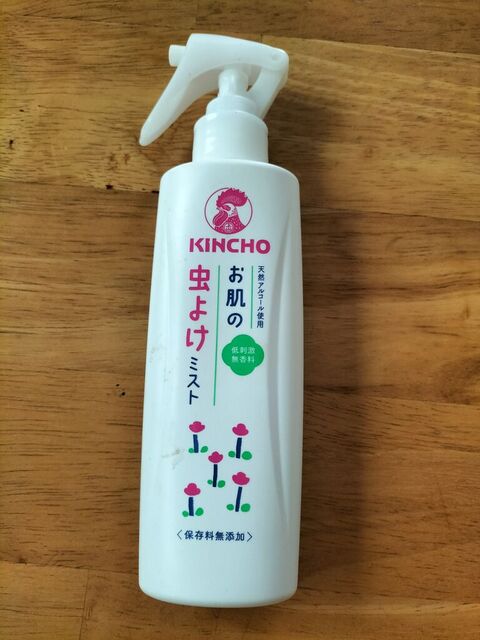 KINCHO
天然アルコール使用
お肌の
虫よけ
ミスト
低刺激
無香料
〈保存料無添加〉